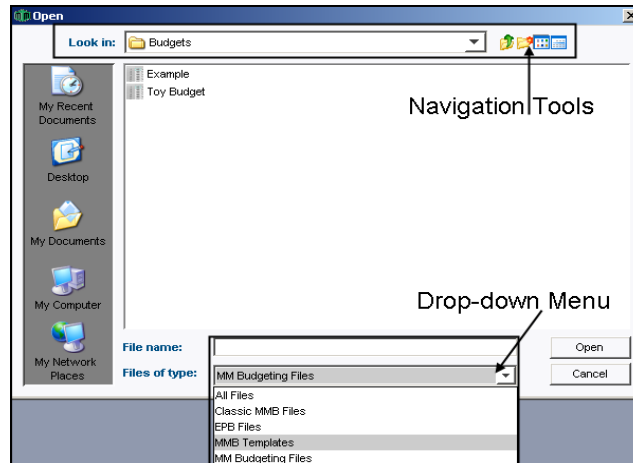 Open
Look in: Budgets
Example
Toy Budget
Navigation Tools
My Recent
Documents
Desktop
My Documents
My Computer
My Network
Places
Drop-down Menu
File name:
Open
Files of type: MM Budgeting Files
Cancel
All Files
Classic MMB Files
EPB Files
MMB Templates
MM Budgeting Files